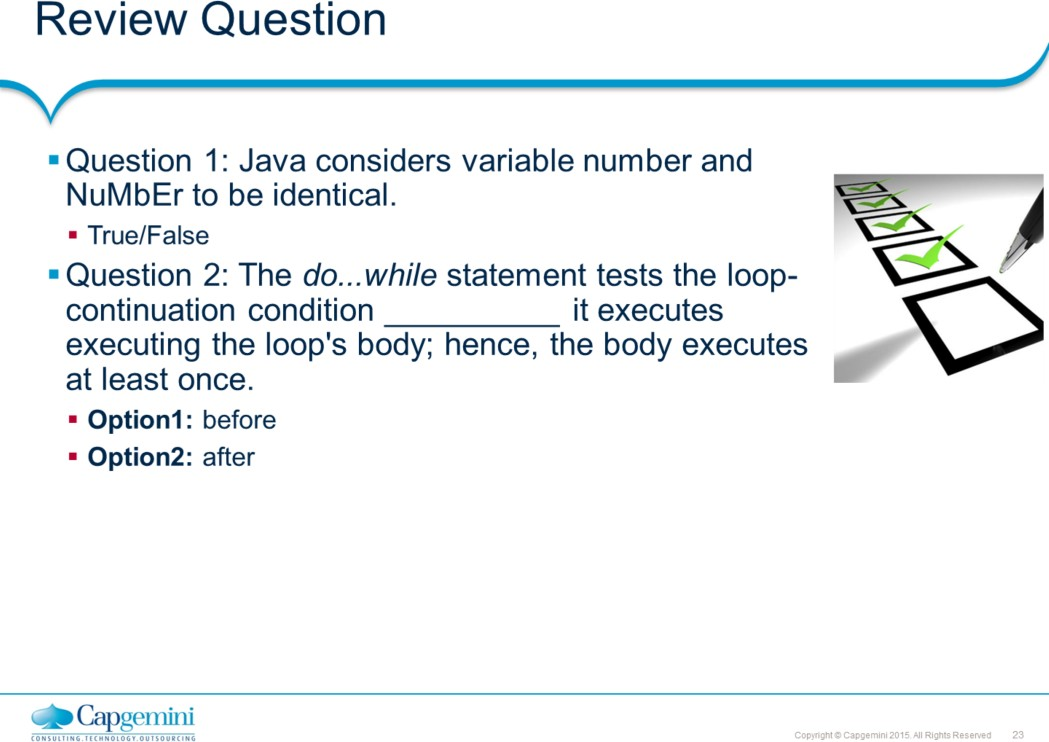 Review Question
Question 1: Java considers variable number and
NuMbEr to be identical.
True/False
Question 2: The do...while statement tests the loop-
continuation condition __________ it executes
executing the loop's body; hence, the body executes
at least once.
Option1: before
Option2: after
Capgemini
CONSULTING.TECHNOLOGY.OUTSOURCING
Copyright © Capgemini 2015. All Rights Reserved 23